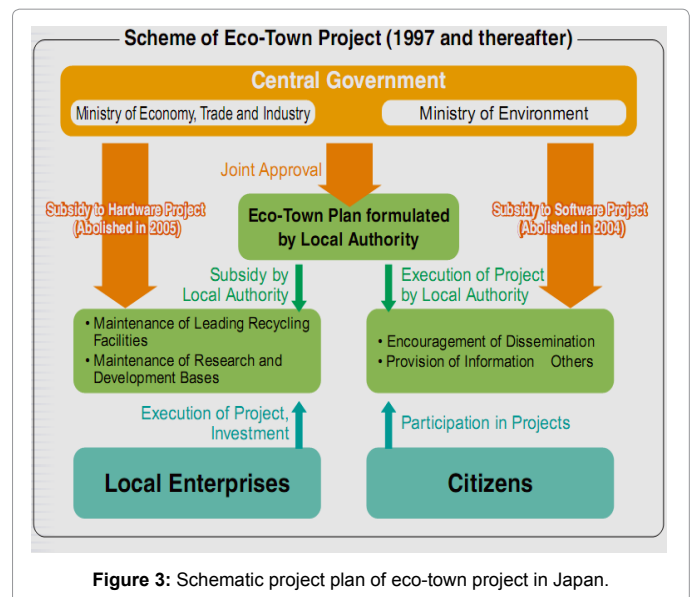 Scheme of Eco-Town Project (1997 and thereafter)
Central Government
Ministry of Economy, Trade and Industry
Ministry of Environment
Joint Approval
Subsidy to Hardware Project
(Abolished in 2005)
Eco-Town Plan formulated
by Local Authority
Subsidy to Software Project
(Abolished in 2004)
Subsidy by
Local Authority
Execution of Project
by Local Authority
• Maintenance of Leading Recycling
Facilities
• Maintenance of Research and
Development Bases
• Encouragement of Dissemination
• Provision of Information Others
Execution of Project,
Investment
Participation in Projects
Local Enterprises
Citizens
Figure 3: Schematic project plan of eco-town project in Japan.